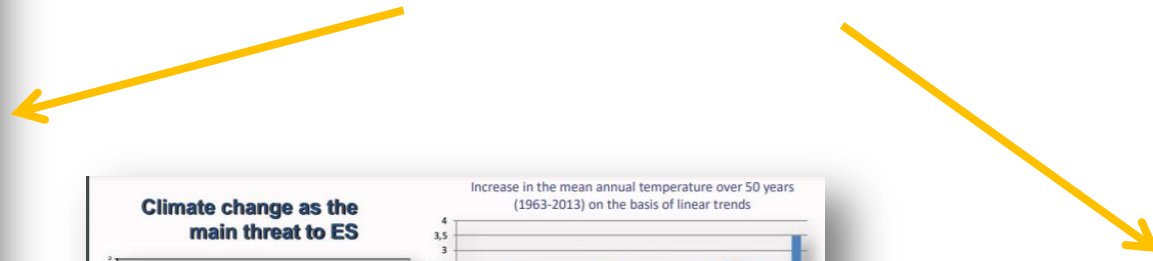 Climate change as the
main threat to ES
Increase in the mean annual temperature over 50 years
(1963-2013) on the basis of linear trends
4
3,5
3